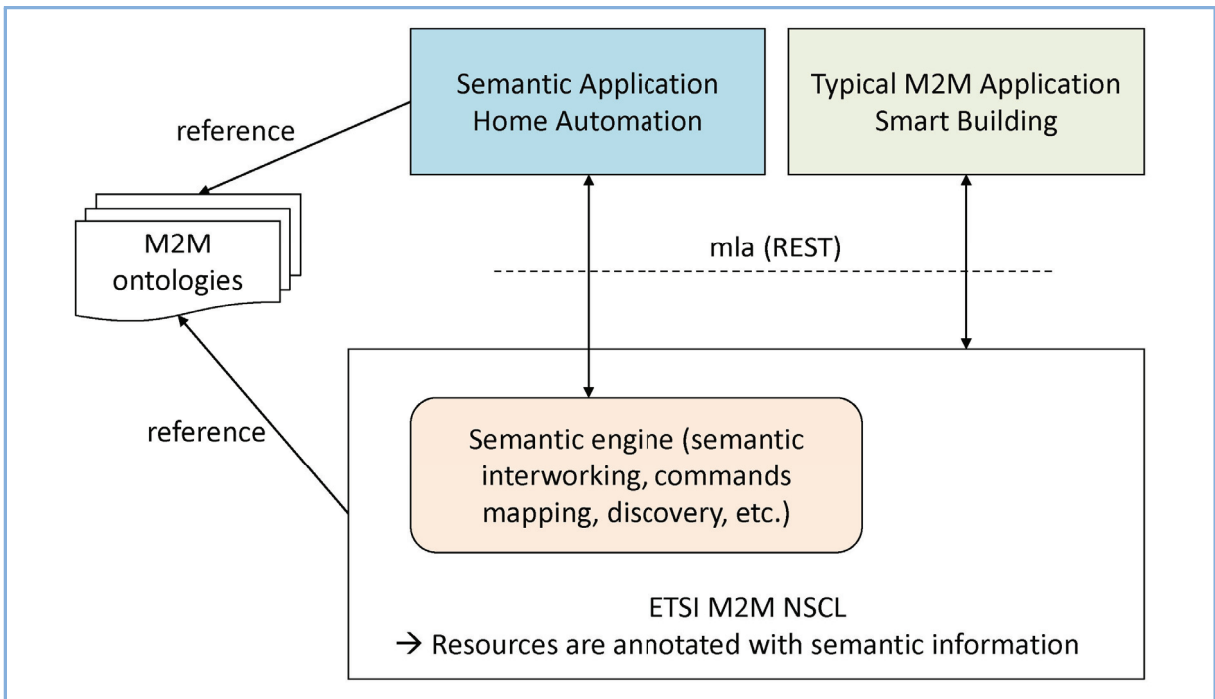 Semantic Application
Home Automation
Typical M2M Application
Smart Building
reference
M2M
ontologies
mla (REST)
reference
Semantic engine (semantic
interworking, commands
mapping, discovery, etc.)
ETSI M2M NSCL
→ Resources are annotated with semantic information